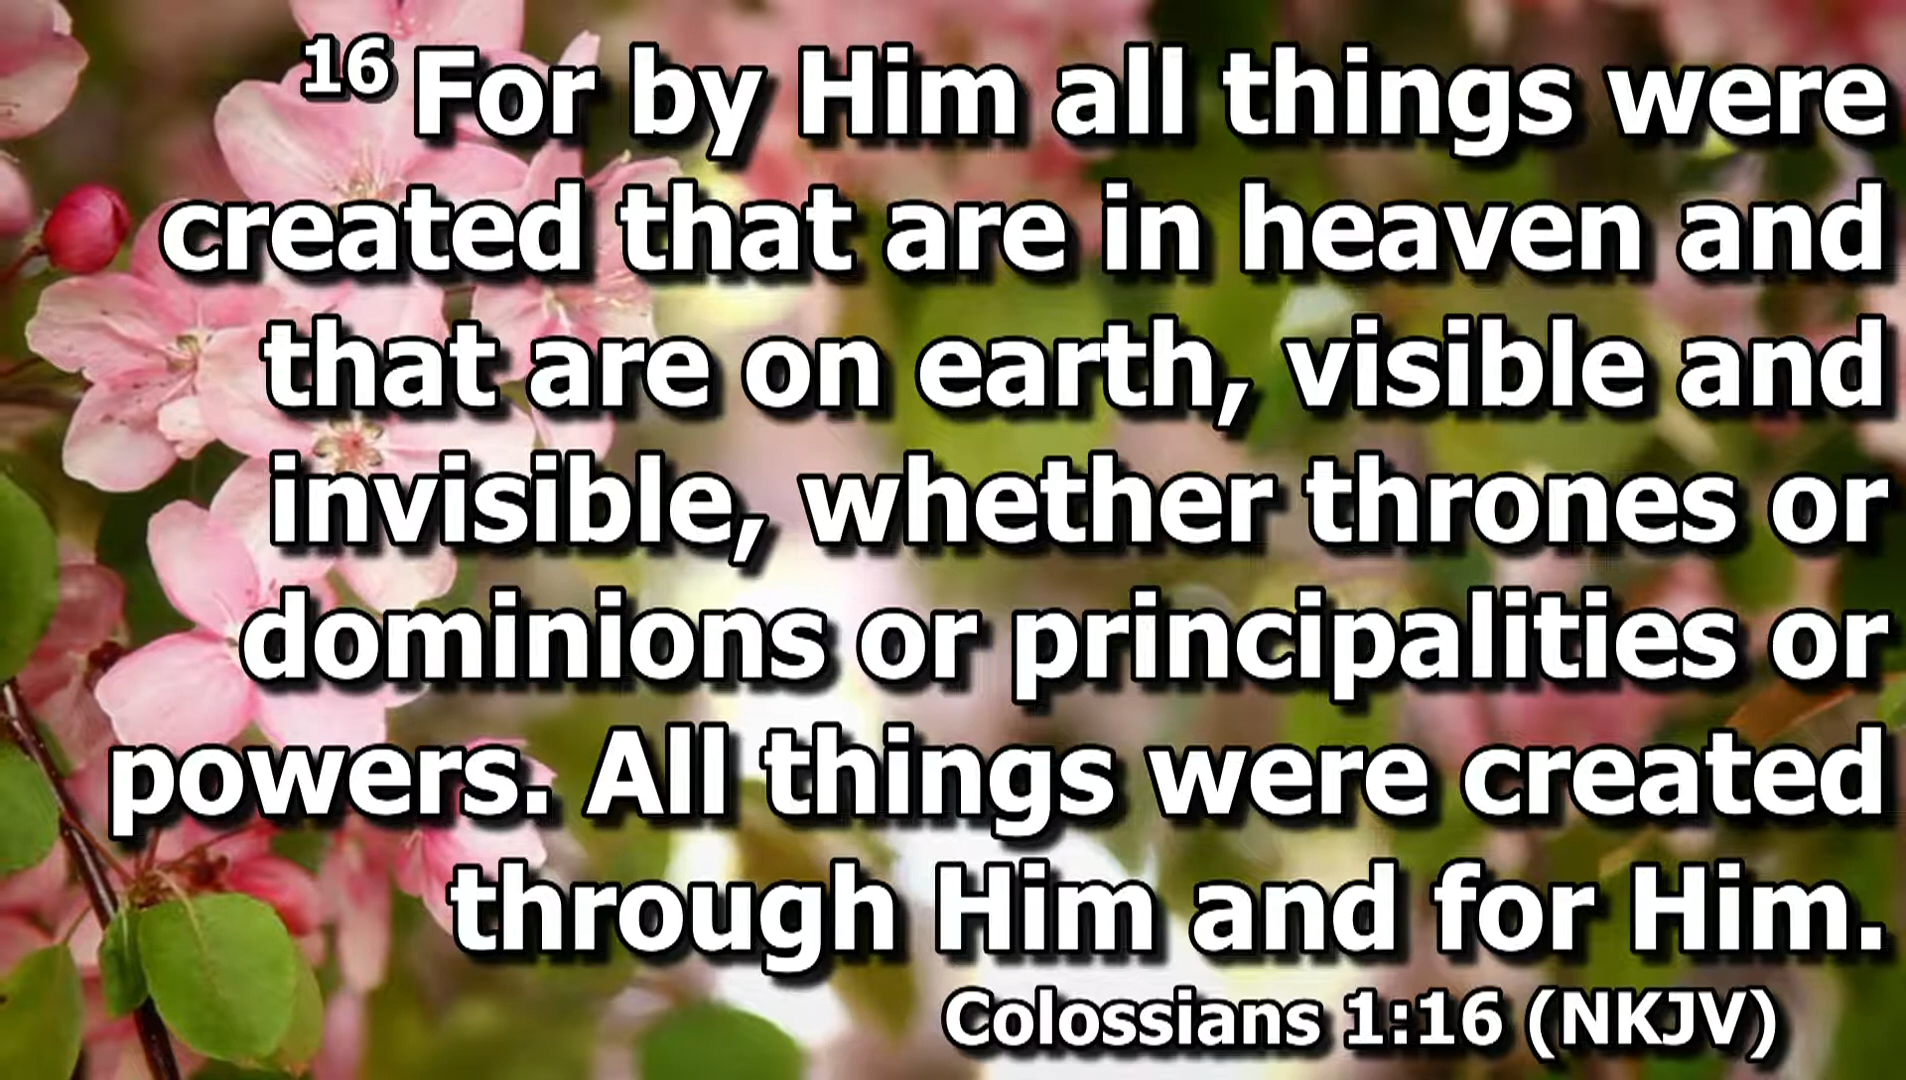 16 For by Him all things were
created that are in heaven and
that are on earth, visible and
invisible, whether thrones or
dominions or principalities or
powers. All things were created
through Him and for Him.
Colossians 1:16 (NKJV)